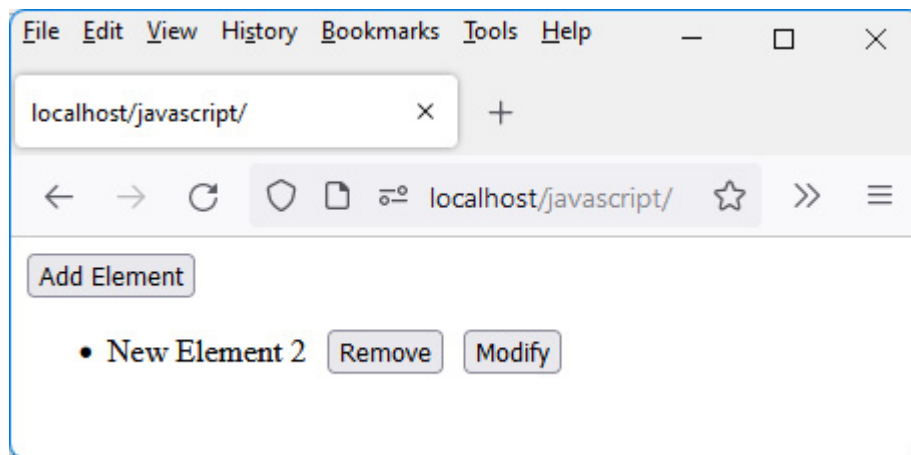 File Edit View History Bookmarks Tools Help
localhost/javascript/
localhost/javascript/
Add Element
• New Element 2 Remove Modify